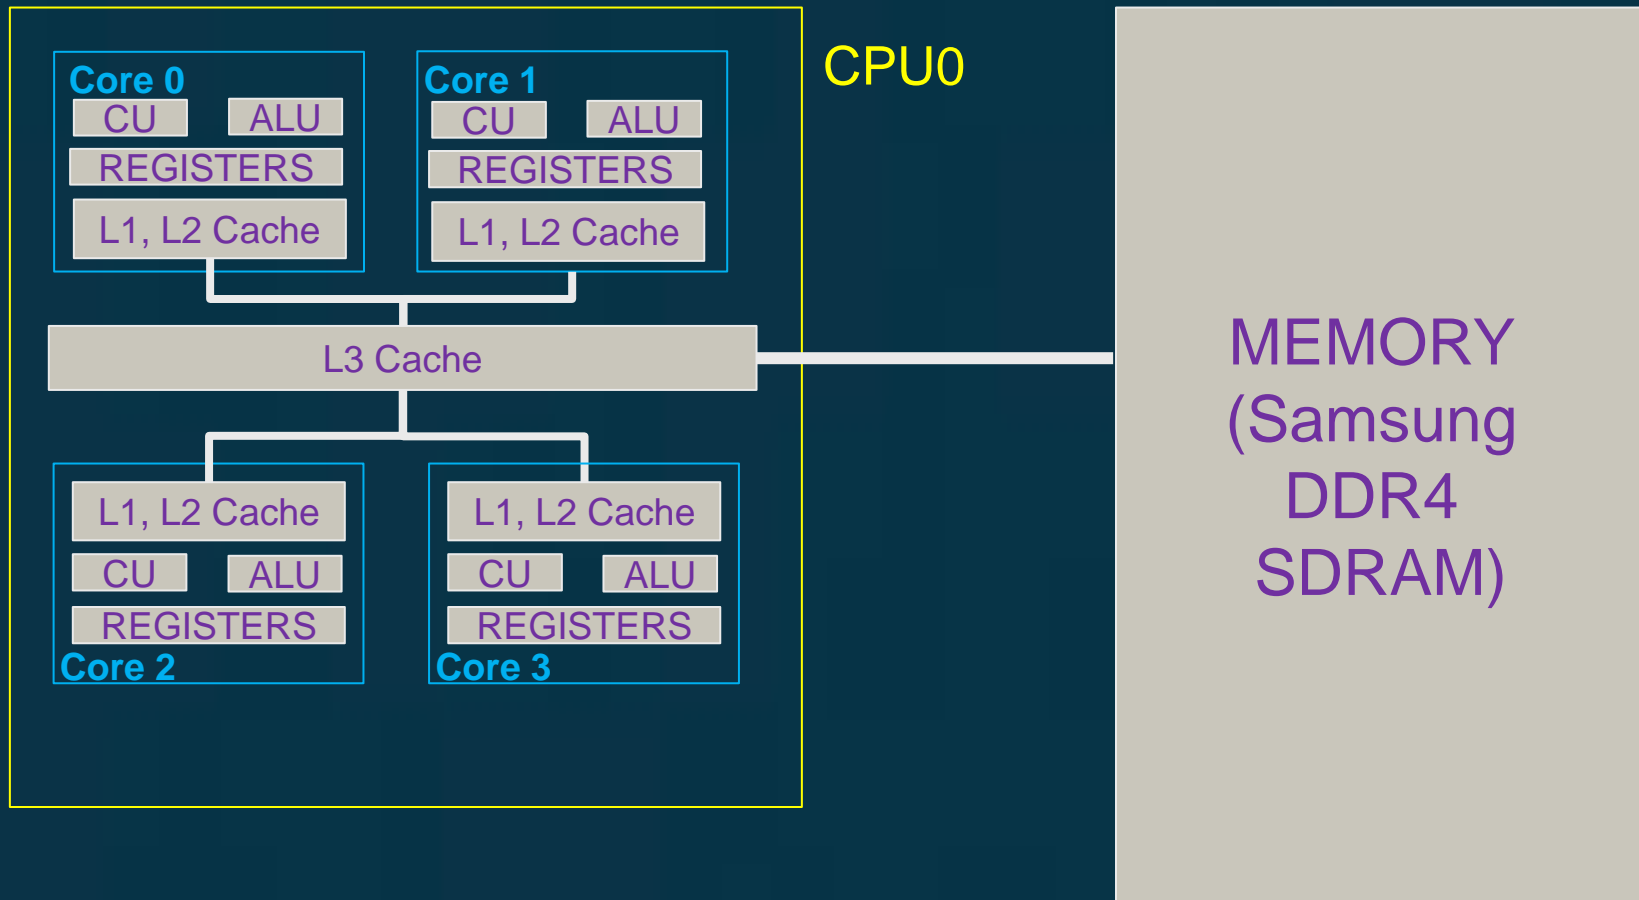 Core 0
CU
ALU
REGISTERS
L1, L2 Cache
Core 1
CU
ALU
REGISTERS
L1, L2 Cache
CPU0
L3 Cache
L1, L2 Cache
CU
ALU
REGISTERS
Core 2
L1, L2 Cache
CU
ALU
REGISTERS
Core 3
MEMORY
(Samsung
DDR4
SDRAM)